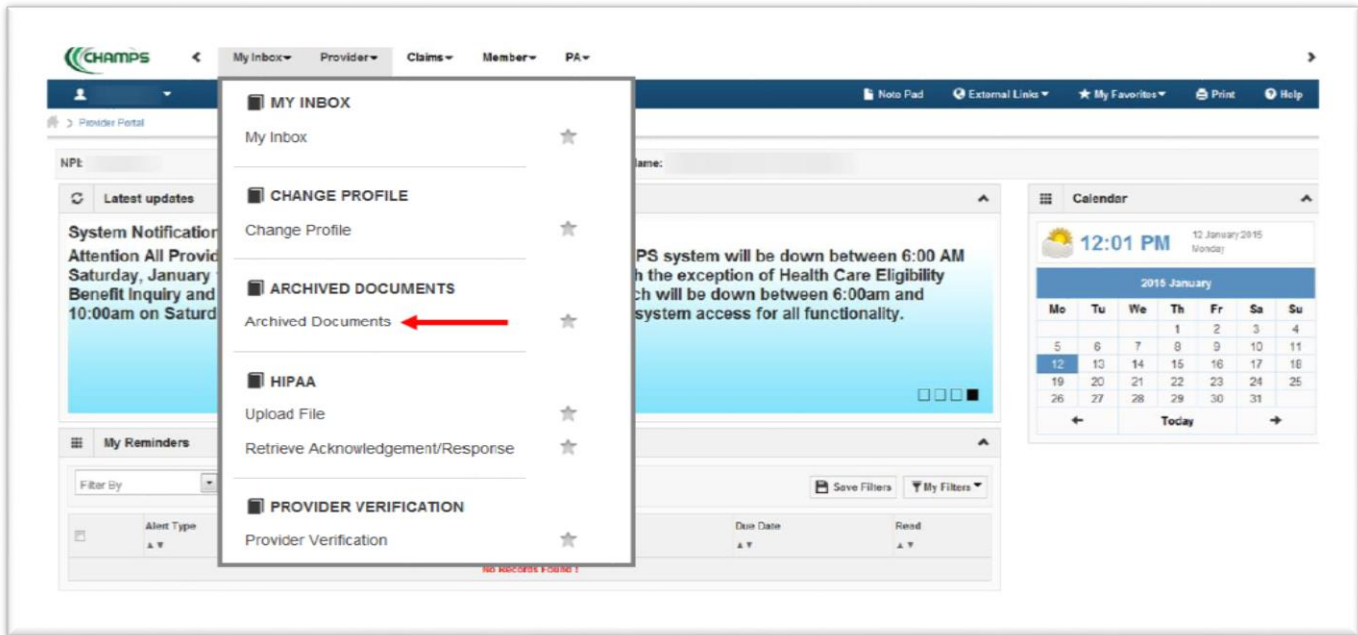 CHAMPS
My Inbox Provider Claims Member PA
Note Pad External Links My Favorites Print Help
Provider Portal
NPI:
Name:
MY INBOX
My Inbox
CHANGE PROFILE
Change Profile
ARCHIVED DOCUMENTS
Archived Documents
HIPAA
Upload File
Retrieve Acknowledgement/Response
PROVIDER VERIFICATION
Provider Verification
Latest updates
System Notification
Attention All Provid PS system will be down between 6:00 AM
Saturday, January h the exception of Health Care Eligibility
Benefit Inquiry and ch will be down between 6:00am and
10:00am on Saturd system access for all functionality.
My Reminders
Filter By
Save Filters My Filters
Alert Type Due Date Read
No Records Found !
Calendar
12:01 PM 12 January 2015
Monday
2015 January
Mo Tu We Th Fr Sa Su
1 2 3 4
5 6 7 8 9 10 11
12 13 14 15 16 17 18
19 20 21 22 23 24 25
26 27 28 29 30 31
Today